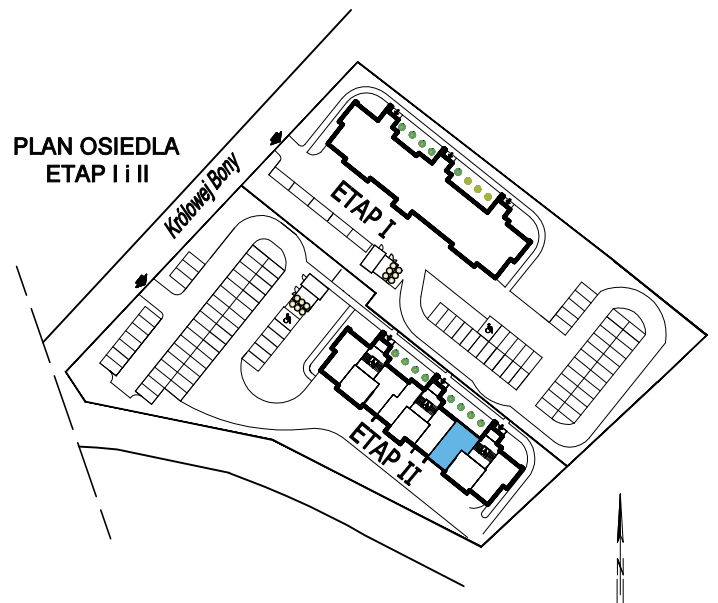 PLAN OSIEDLA
ETAP I i II
Królowej Bony
ETAP I
ETAP II
N